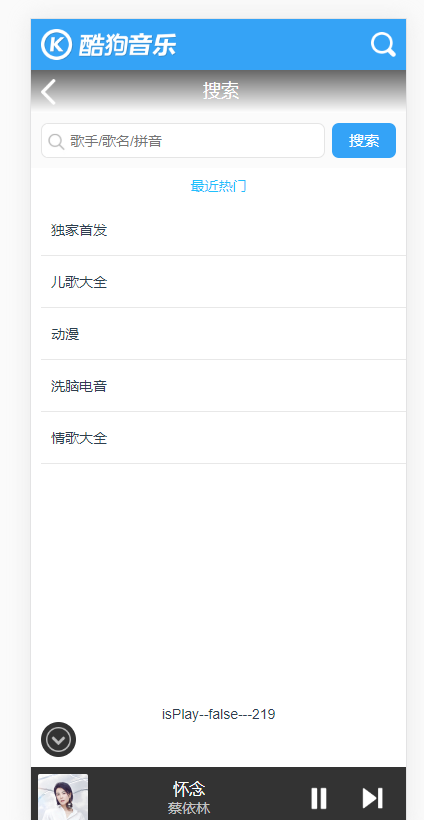 酷狗音乐
搜索
歌手/歌名/拼音
搜索
最近热门
独家首发
儿歌大全
动漫
洗脑电音
情歌大全
isPlay--false---219
怀念
蔡依林